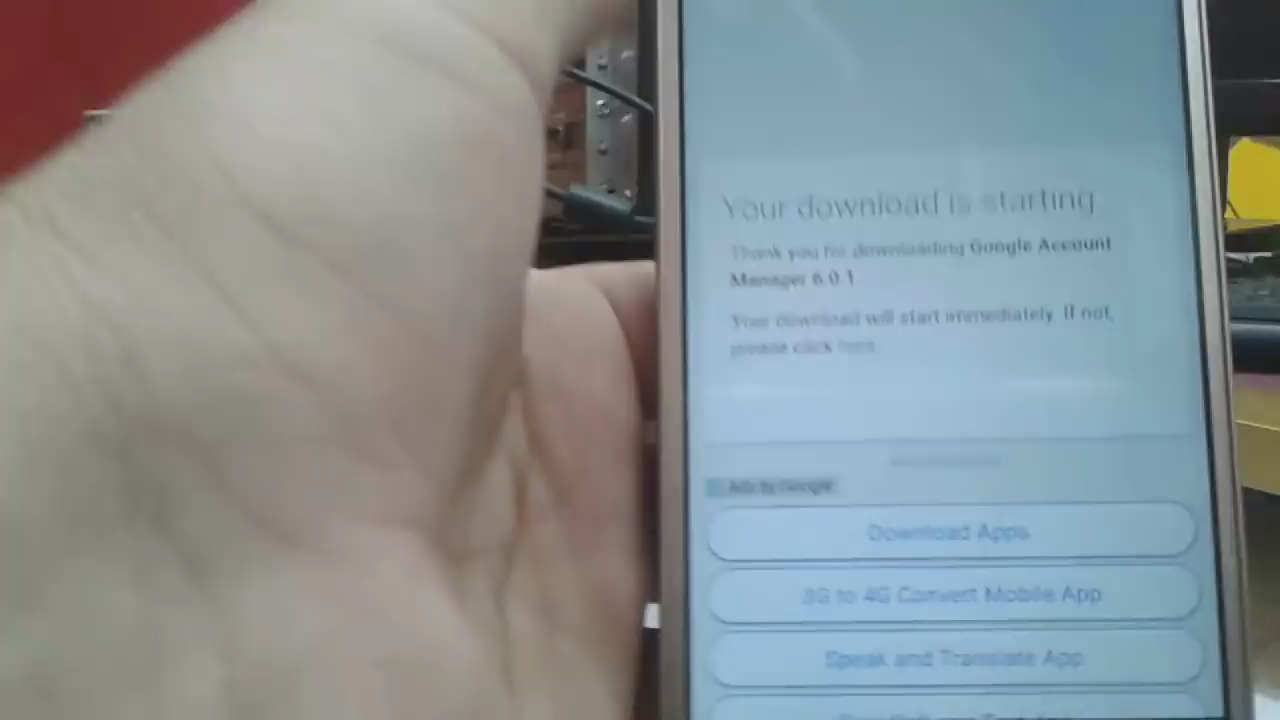 Your download is starting
Thank you for downloading Google Account
Manager 6.0.1
Your download will start immediately. If not,
please click here.
Ads by Google
Download Apps
3G to 4G Convert Mobile App
Speak and Translate App